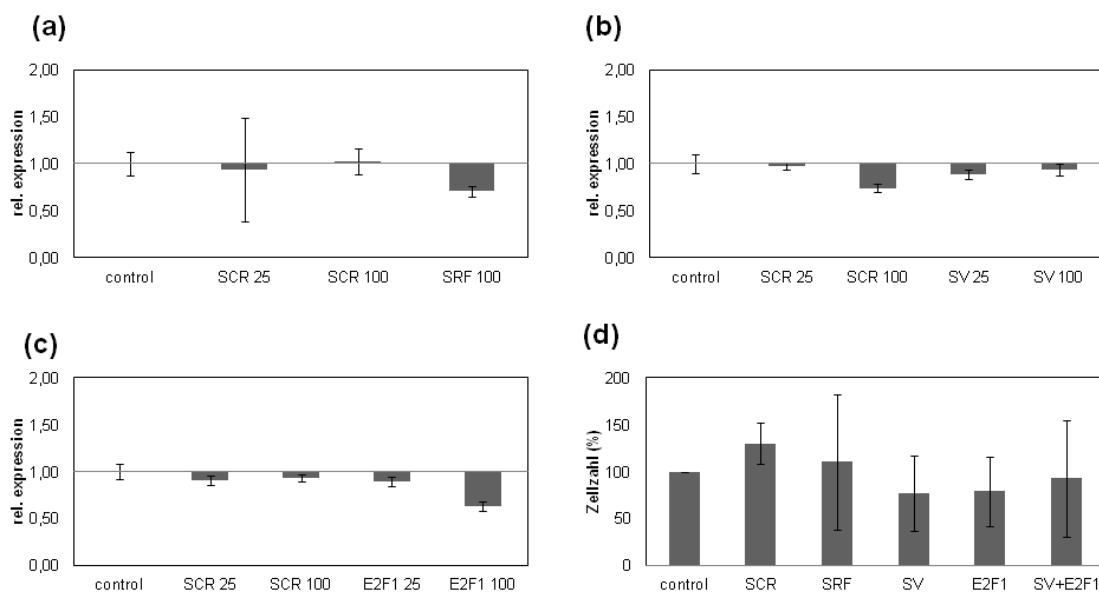 (a)
rel. expression
2,00
1,50
1,00
0,50
0,00
control SCR 25 SCR 100 SRF 100
(b)
rel. expression
2,00
1,50
1,00
0,50
0,00
control SCR 25 SCR 100 SV 25 SV 100
(c)
rel. expression
2,00
1,50
1,00
0,50
0,00
control SCR 25 SCR 100 E2F1 25 E2F1 100
(d)
Zellzahl (%)
200
150
100
50
0
control SCR SRF SV E2F1 SV+E2F1